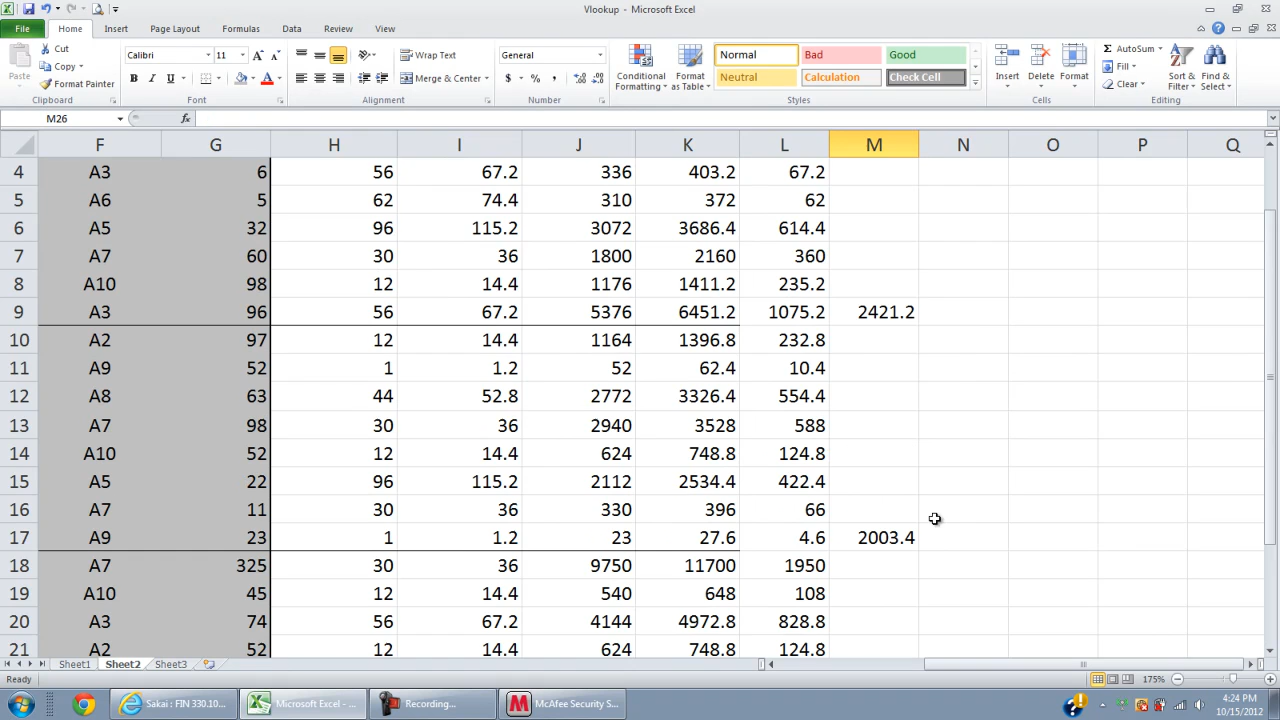 Vlookup - Microsoft Excel
File Home Insert Page Layout Formulas Data Review View
Paste Cut Copy Format Painter Clipboard
Calibri 11 A A B I U A Font
Wrap Text Merge & Center Alignment
General $ % , Number
Conditional Formatting Format as Table
Normal Bad Good
Neutral Calculation Check Cell
Styles
Insert Delete Format Cells
AutoSum Fill Clear Sort & Filter Find & Select Editing
M26 fx
F G H I J K L M N O P Q
4 A3 6 56 67.2 336 403.2 67.2
5 A6 5 62 74.4 310 372 62
6 A5 32 96 115.2 3072 3686.4 614.4
7 A7 60 30 36 1800 2160 360
8 A10 98 12 14.4 1176 1411.2 235.2
9 A3 96 56 67.2 5376 6451.2 1075.2 2421.2
10 A2 97 12 14.4 1164 1396.8 232.8
11 A9 52 1 1.2 52 62.4 10.4
12 A8 63 44 52.8 2772 3326.4 554.4
13 A7 98 30 36 2940 3528 588
14 A10 52 12 14.4 624 748.8 124.8
15 A5 22 96 115.2 2112 2534.4 422.4
16 A7 11 30 36 330 396 66
17 A9 23 1 1.2 23 27.6 4.6 2003.4
18 A7 325 30 36 9750 11700 1950
19 A10 45 12 14.4 540 648 108
20 A3 74 56 67.2 4144 4972.8 828.8
21 A2 52 12 14.4 624 748.8 124.8
Sheet1 Sheet2 Sheet3
Ready 175%
Sakai : FIN 330.10... Microsoft Excel - ... Recording... McAfee Security S...
4:24 PM
10/15/2012